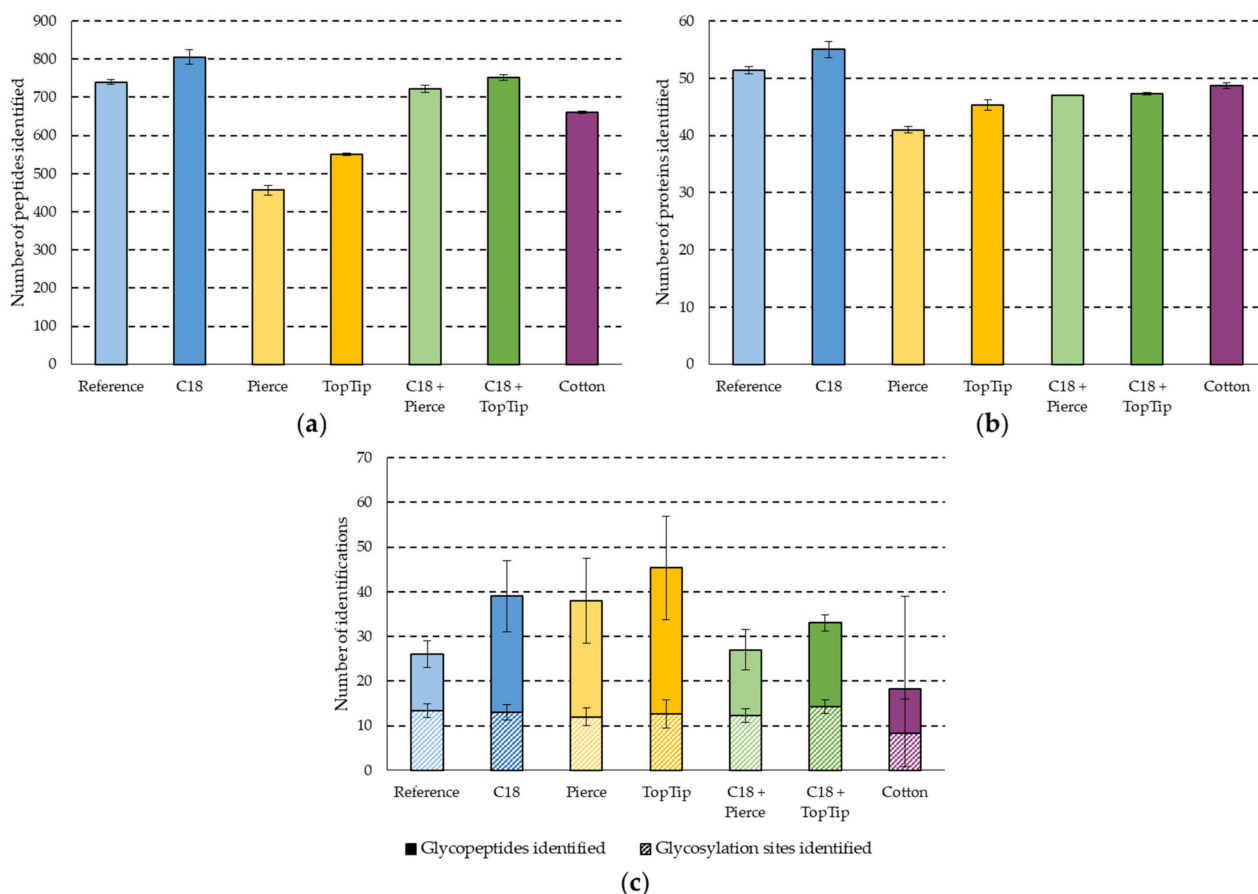 Number of peptides identified
900
800
700
600
500
400
300
200
100
0
Reference C18 Pierce TopTip C18 + Pierce C18 + TopTip Cotton
(a)
Number of proteins identified
60
50
40
30
20
10
0
Reference C18 Pierce TopTip C18 + Pierce C18 + TopTip Cotton
(b)
Number of identifications
70
60
50
40
30
20
10
0
Reference C18 Pierce TopTip C18 + Pierce C18 + TopTip Cotton
Glycopeptides identified Glycosylation sites identified
(c)